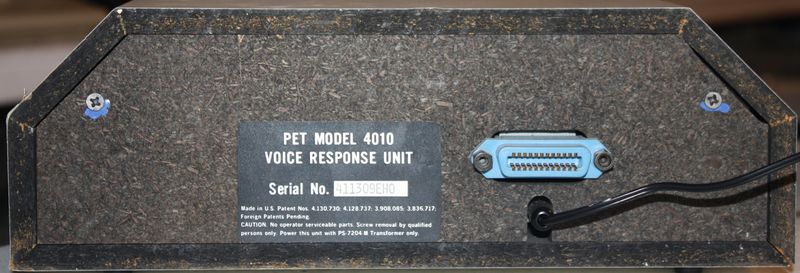 PET MODEL 4010
VOICE RESPONSE UNIT
Serial No. 411309EHO
Made in U.S. Patent Nos. 4,130,730; 4,128,737; 3,908,085; 3,836,717;
Foreign Patents Pending.
CAUTION. No operator serviceable parts. Screw removal by qualified
persons only. Power this unit with PS-7204 M Transformer only.